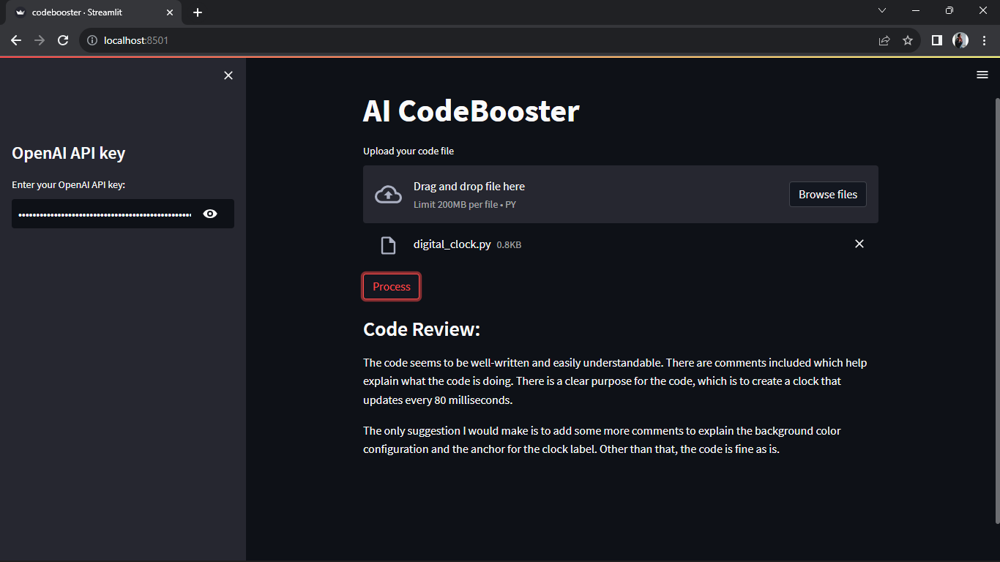 codebooster · Streamlit
localhost:8501
OpenAI API key
Enter your OpenAI API key:
AI CodeBooster
Upload your code file
Drag and drop file here
Limit 200MB per file • PY
Browse files
digital_clock.py 0.8KB
Process
Code Review:
The code seems to be well-written and easily understandable. There are comments included which help
explain what the code is doing. There is a clear purpose for the code, which is to create a clock that
updates every 80 milliseconds.
The only suggestion I would make is to add some more comments to explain the background color
configuration and the anchor for the clock label. Other than that, the code is fine as is.